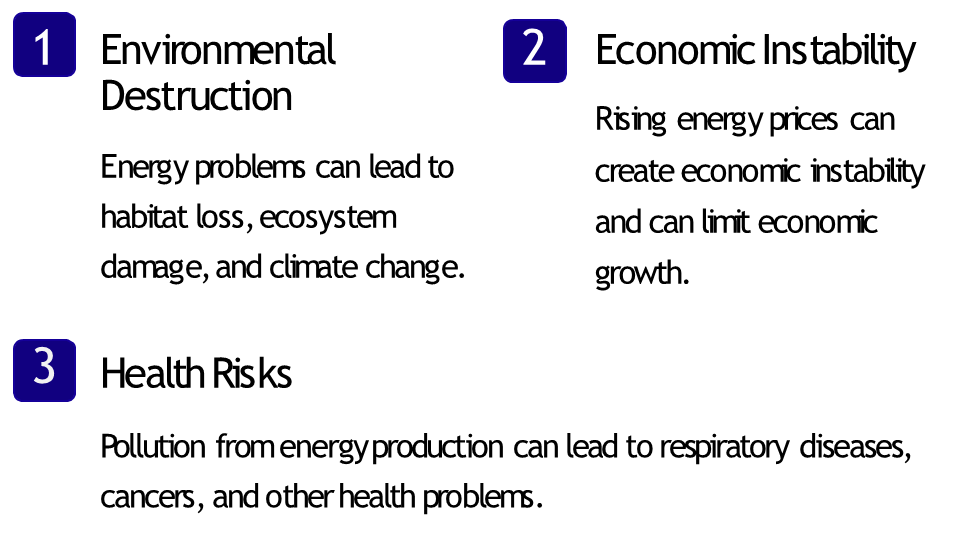 1
Environmental
Destruction
Energy problems can lead to
habitat loss, ecosystem
damage, and climate change.
2
Economic Instability
Rising energy prices can
create economic instability
and can limit economic
growth.
3
Health Risks
Pollution from energy production can lead to respiratory diseases,
cancers, and other health problems.